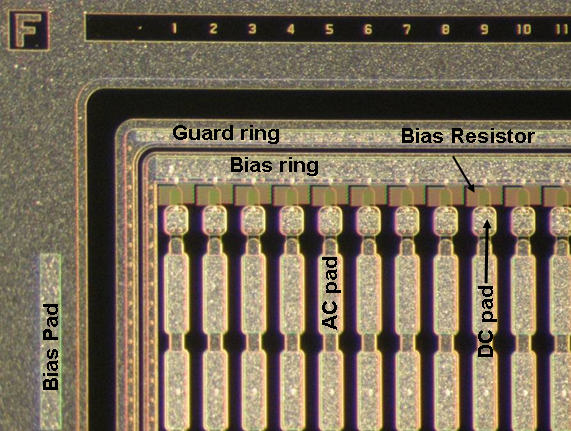 F
1 2 3 4 5 6 7 8 9 10 11
Guard ring
Bias Resistor
Bias ring
AC pad
DC pad
Bias Pad